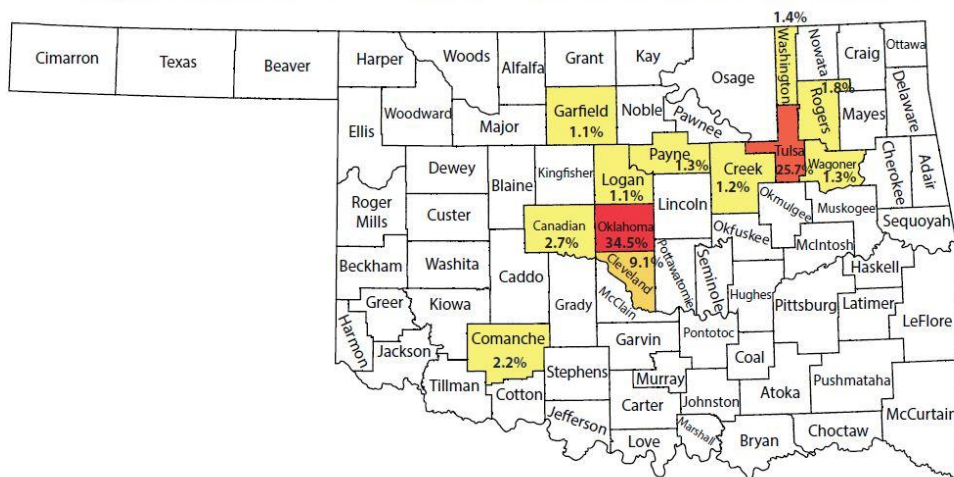 1.4%
Cimarron
Texas
Beaver
Harper
Woods
Alfalfa
Grant
Kay
Osage
Washington
Nowata
Craig
Ottawa
Woodward
Ellis
Major
Garfield
1.1%
Noble
Pawnee
Rogers
1.8%
Mayes
Delaware
Dewey
Blaine
Kingfisher
Logan
1.1%
Payne
1.3%
Creek
1.2%
Tulsa
25.7%
Wagoner
1.3%
Cherokee
Adair
Roger
Mills
Custer
Canadian
2.7%
Oklahoma
34.5%
Lincoln
Okmulgee
Okfuskee
Muskogee
McIntosh
Sequoyah
Beckham
Washita
Caddo
Grady
Cleveland
9.1%
McClain
Pottawatomie
Seminole
Hughes
Pittsburg
Haskell
Latimer
LeFlore
Greer
Kiowa
Harmon
Jackson
Comanche
2.2%
Tillman
Cotton
Stephens
Jefferson
Garvin
Murray
Carter
Love
Pontotoc
Johnston
Marshall
Coal
Atoka
Bryan
Pushmataha
Choctaw
McCurtain